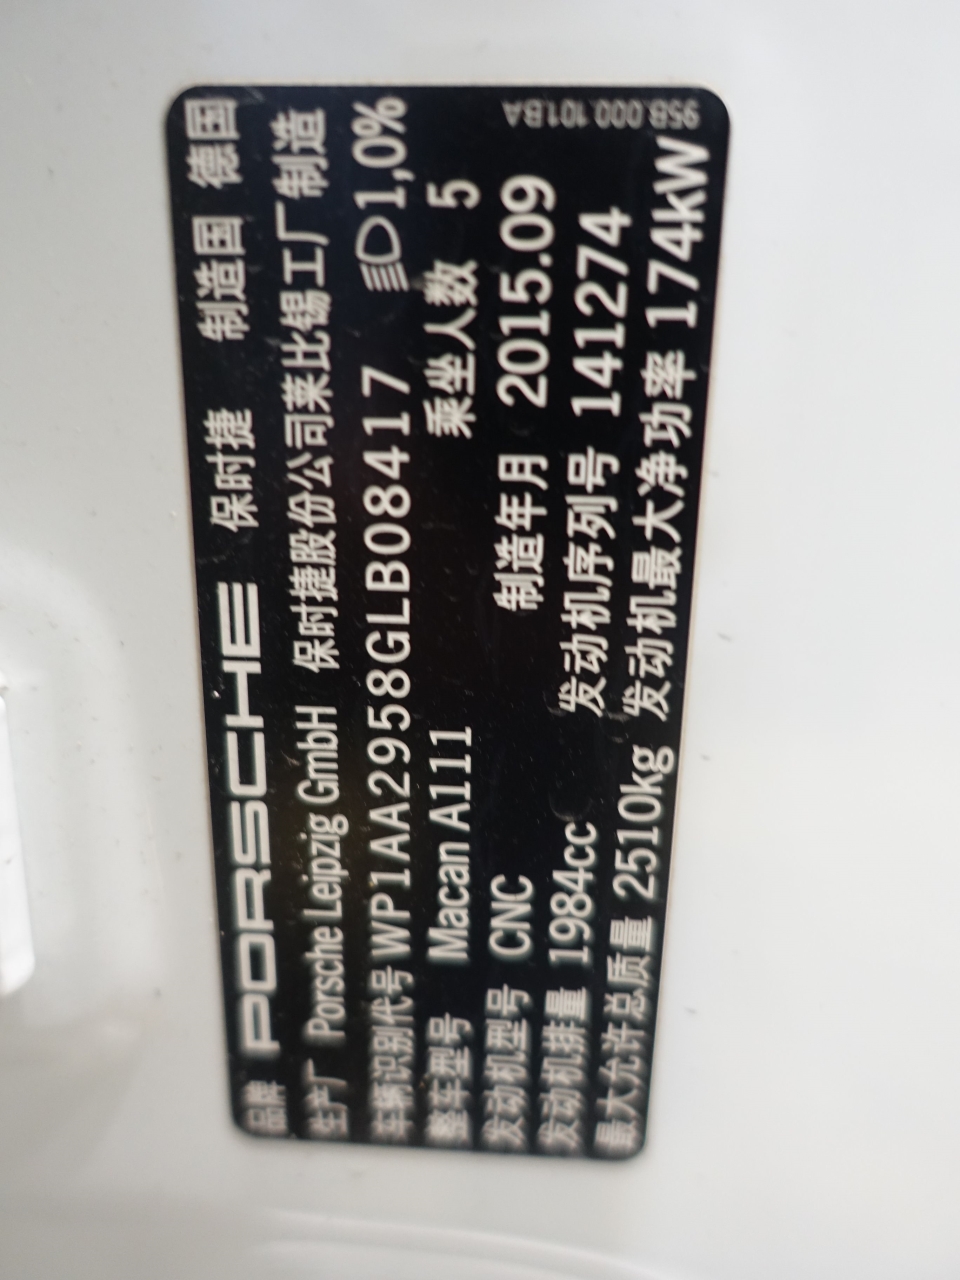 品牌 PORSCHE 保时捷 制造国 德国
生产厂 Porsche Leipzig GmbH 保时捷股份公司莱比锡工厂制造
车辆识别代号 WP1AA2958GLB08417 1,0%
整车型号 Macan A111 乘坐人数 5
发动机型号 CNC 制造年月 2015.09
发动机排量 1984cc 发动机序列号 141274
最大允许总质量 2510kg 发动机最大净功率 174kW
95B.000.101.BA